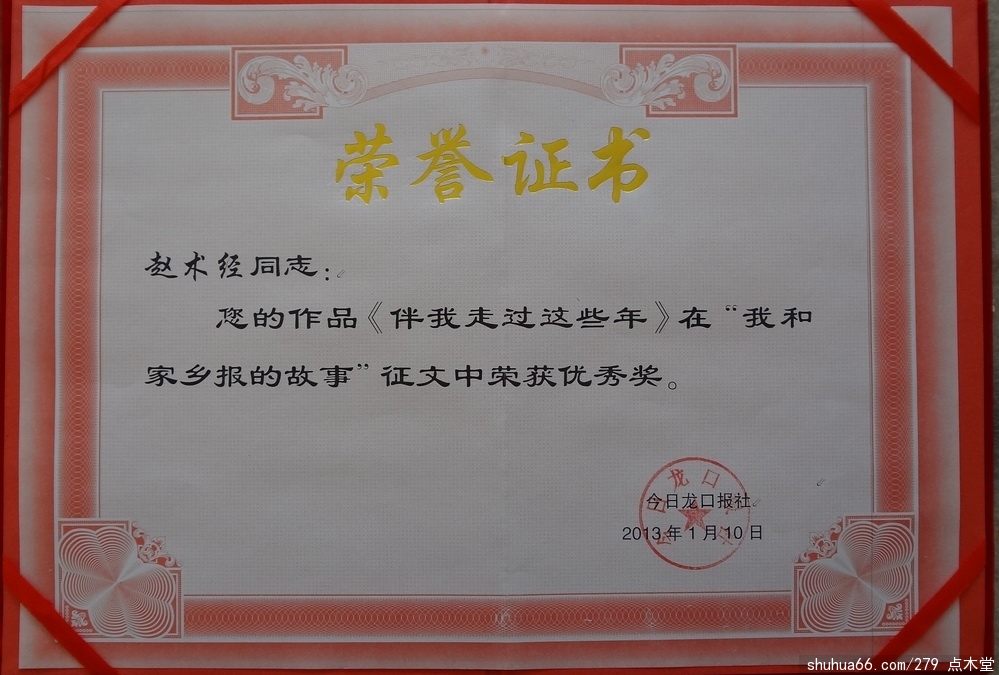 荣誉证书
赵术经同志：
您的作品《伴我走过这些年》在“我和
家乡报的故事”征文中荣获优秀奖。
龙口
今日龙口报社
2013年1月10日
shuhua66.com/279 点木堂